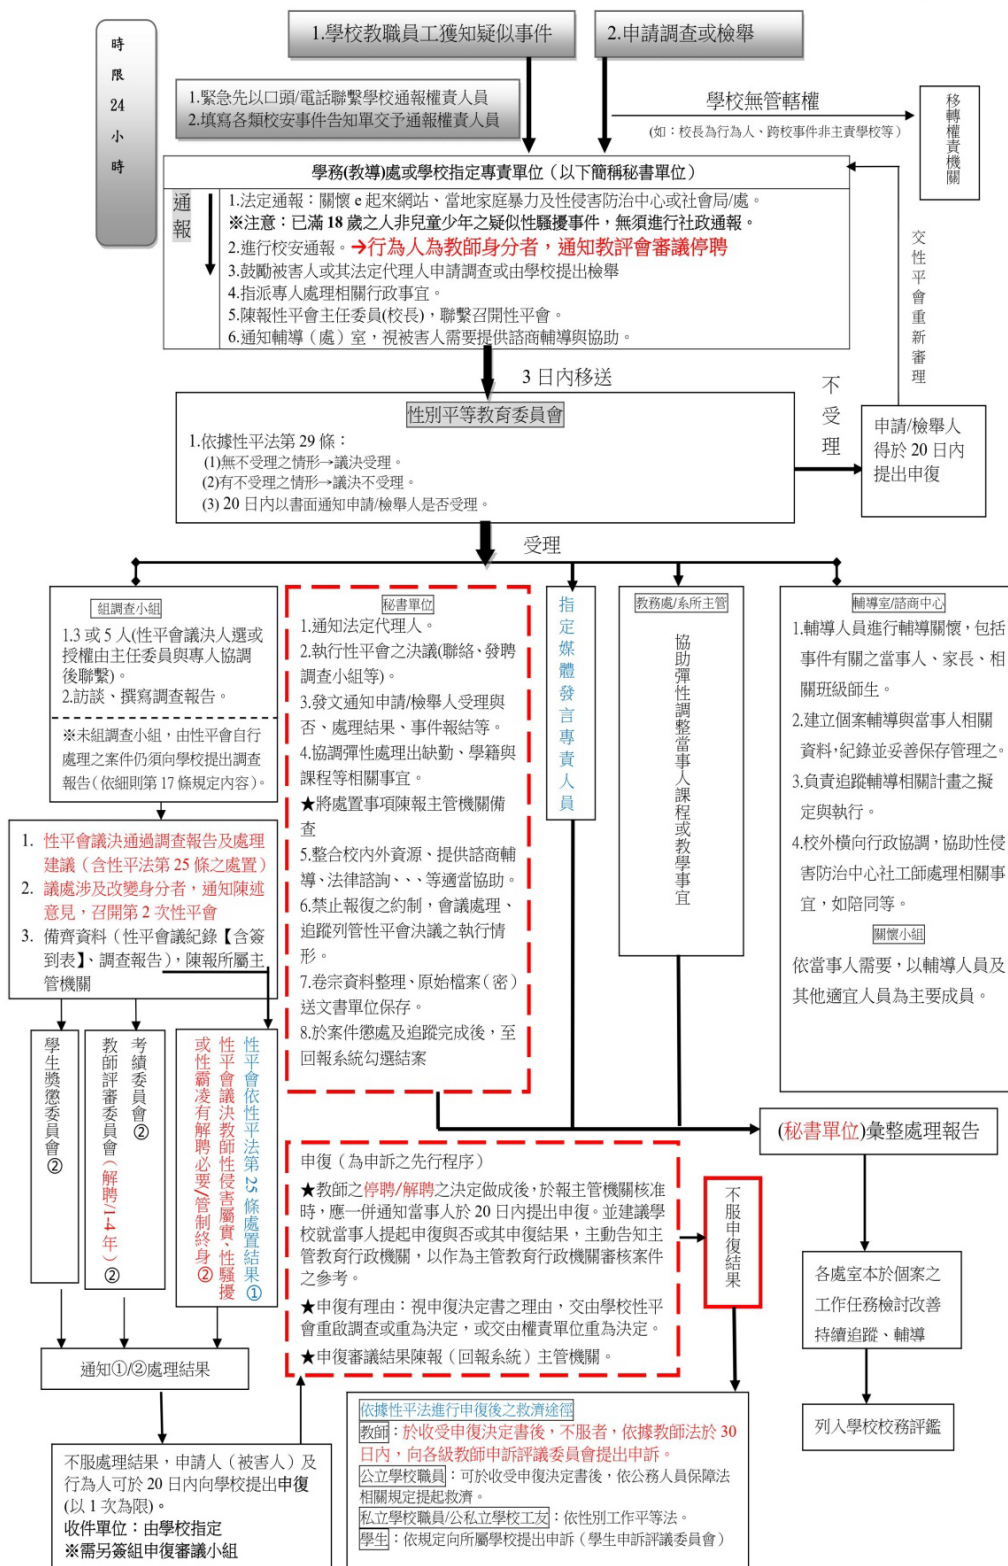 時
限
24
小
時
1.學校教職員工獲知疑似事件
2.申請調查或檢舉
1.緊急先以口頭/電話聯繫學校通報權責人員
2.填寫各類校安事件告知單交予通報權責人員
學校無管轄權
(如：校長為行為人、跨校事件非主責學校等)
移轉權責機關
學務(教導)處或學校指定專責單位（以下簡稱秘書單位）
通報
1.法定通報：關懷 e 起來網站、當地家庭暴力及性侵害防治中心或社會局/處。
※注意：已滿 18 歲之人非兒童少年之疑似性騷擾事件，無須進行社政通報。
2.進行校安通報。→行為人為教師身分者，通知教評會審議停聘
3.鼓勵被害人或其法定代理人申請調查或由學校提出檢舉
4.指派專人處理相關行政事宜。
5.陳報性平會主任委員(校長)，聯繫召開性平會。
6.通知輔導（處）室，視被害人需要提供諮商輔導與協助。
交性平會重新審理
3 日內移送
性別平等教育委員會
1.依據性平法第 29 條：
(1)無不受理之情形→議決受理。
(2)有不受理之情形→議決不受理。
(3) 20 日內以書面通知申請/檢舉人是否受理。
不受理
申請/檢舉人
得於 20 日內
提出申復
受理
組調查小組
1.3 或 5 人(性平會議決人選或
授權由主任委員與專人協調
後聯繫)。
2.訪談、撰寫調查報告。
※未組調查小組，由性平會自行
處理之案件仍須向學校提出調查
報告(依細則第 17 條規定內容)。
秘書單位
1.通知法定代理人。
2.執行性平會之決議(聯絡、發聘
調查小組等)。
3.發文通知申請/檢舉人受理與
否、處理結果、事件報結等。
4.協調彈性處理出缺勤、學籍與
課程等相關事宜。
★將處置事項陳報主管機關備
查
5.整合校內外資源、提供諮商輔
導、法律諮詢、、、等適當協助。
6.禁止報復之約制，會議處理、
追蹤列管性平會決議之執行情
形。
7.卷宗資料整理、原始檔案（密）
送文書單位保存。
8.於案件懲處及追蹤完成後，至
回報系統勾選結案
指定媒體發言專責人員
教務處/系所主管
協助彈性調整當事人課程或教學事宜
輔導室/諮商中心
1.輔導人員進行輔導關懷，包括
事件有關之當事人、家長、相
關班級師生。
2.建立個案輔導與當事人相關
資料，紀錄並妥善保存管理之。
3.負責追蹤輔導相關計畫之擬
定與執行。
4.校外橫向行政協調，協助性侵
害防治中心社工師處理相關事
宜，如陪同等。
關懷小組
依當事人需要，以輔導人員及
其他適宜人員為主要成員。
1. 性平會議決通過調查報告及處理
建議（含性平法第 25 條之處置）
2. 議處涉及改變身分者，通知陳述
意見，召開第 2 次性平會
3. 備齊資料（性平會議紀錄【含簽
到表】、調查報告），陳報所屬主
管機關
學生獎懲委員會②
考績委員會②
教師評審委員會（解聘/1-4 年）②
性平會依性平法第 25 條處置結果①
性平會議決教師性侵害屬實、性騷擾
或性霸凌有解聘必要/管制終身②
(秘書單位)彙整處理報告
申復（為申訴之先行程序）
★教師之停聘/解聘之決定做成後，於報主管機關核准
時，應一併通知當事人於 20 日內提出申復。並建議學
校就當事人提起申復與否或其申復結果，主動告知主
管教育行政機關，以作為主管教育行政機關審核案件
之參考。
★申復有理由：視申復決定書之理由，交由學校性平
會重啟調查或重為決定，或交由權責單位重為決定。
★申復審議結果陳報（回報系統）主管機關。
不服申復結果
各處室本於個案之
工作任務檢討改善
持續追蹤、輔導
通知①/②處理結果
列入學校校務評鑑
不服處理結果，申請人（被害人）及
行為人可於 20 日內向學校提出申復
(以 1 次為限)。
收件單位：由學校指定
※需另簽組申復審議小組
依據性平法進行申復後之救濟途徑
教師：於收受申復決定書後，不服者，依據教師法於 30
日內，向各級教師申訴評議委員會提出申訴。
公立學校職員：可於收受申復決定書後，依公務人員保障法
相關規定提起救濟。
私立學校職員/公私立學校工友：依性別工作平等法。
學生：依規定向所屬學校提出申訴（學生申訴評議委員會）